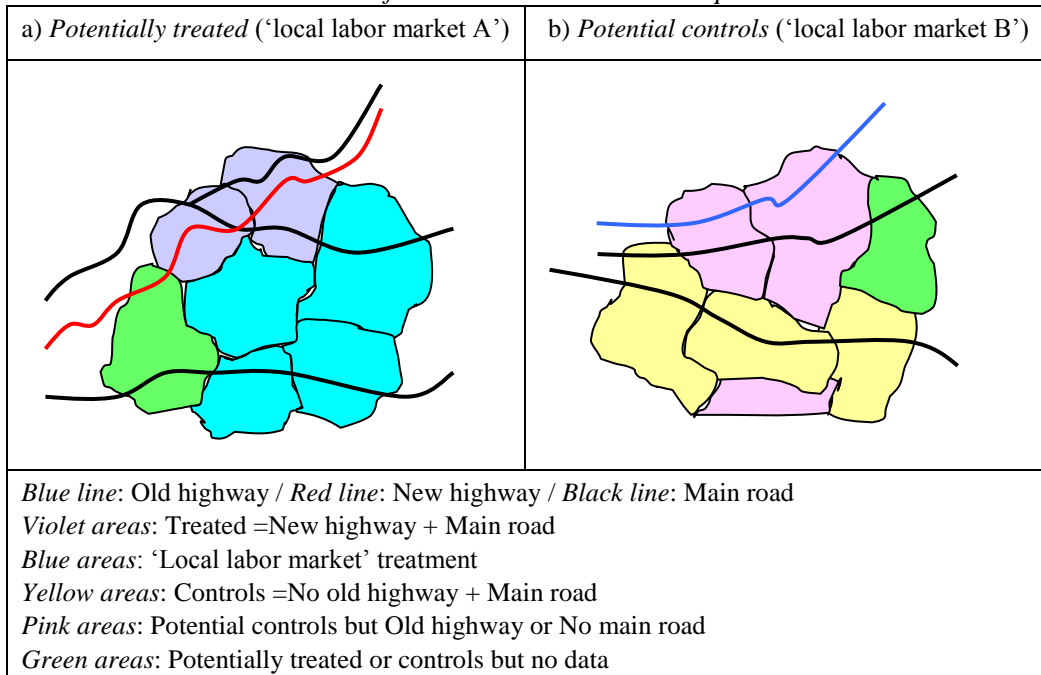 a) Potentially treated (‘local labor market A’)
b) Potential controls (‘local labor market B’)
Blue line: Old highway / Red line: New highway / Black line: Main road
Violet areas: Treated =New highway + Main road
Blue areas: ‘Local labor market’ treatment
Yellow areas: Controls =No old highway + Main road
Pink areas: Potential controls but Old highway or No main road
Green areas: Potentially treated or controls but no data